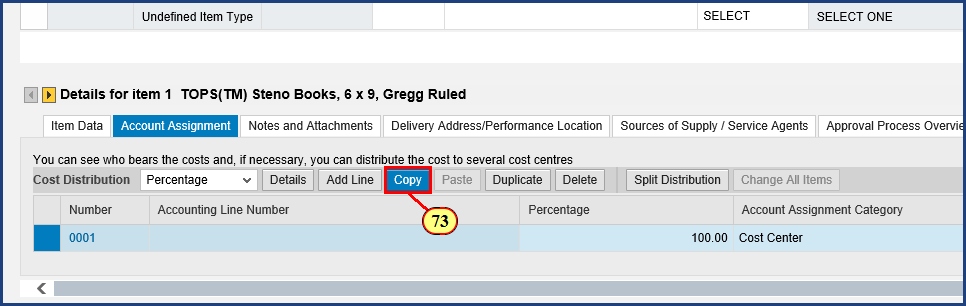 Undefined Item Type SELECT SELECT ONE
Details for item 1 TOPS(TM) Steno Books, 6 x 9, Gregg Ruled
Item Data Account Assignment Notes and Attachments Delivery Address/Performance Location Sources of Supply / Service Agents Approval Process Overvie
You can see who bears the costs and, if necessary, you can distribute the cost to several cost centres
Cost Distribution Percentage Details Add Line Copy Paste Duplicate Delete Split Distribution Change All Items
Number Accounting Line Number Percentage Account Assignment Category
73
0001 100.00 Cost Center